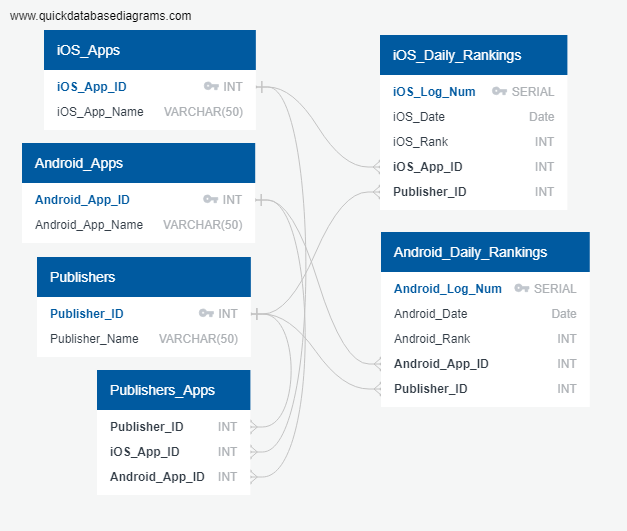 www.quickdatabasediagrams.com
iOS_Apps
iOS_App_ID INT
iOS_App_Name VARCHAR(50)
Android_Apps
Android_App_ID INT
Android_App_Name VARCHAR(50)
Publishers
Publisher_ID INT
Publisher_Name VARCHAR(50)
Publishers_Apps
Publisher_ID INT
iOS_App_ID INT
Android_App_ID INT
iOS_Daily_Rankings
iOS_Log_Num SERIAL
iOS_Date Date
iOS_Rank INT
iOS_App_ID INT
Publisher_ID INT
Android_Daily_Rankings
Android_Log_Num SERIAL
Android_Date Date
Android_Rank INT
Android_App_ID INT
Publisher_ID INT